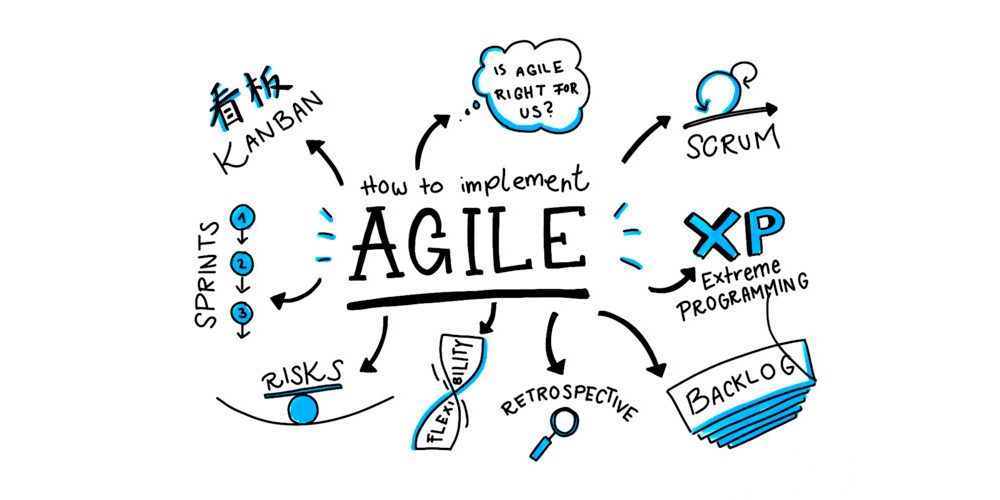 看板
KANBAN
IS AGILE
RIGHT FOR
US?
SCRUM
How to implement
AGILE
SPRINTS
1
2
3
XP
Extreme
PROGRAMMING
RISKS
FLEXIBILITY
RETROSPECTIVE
BACKLOG